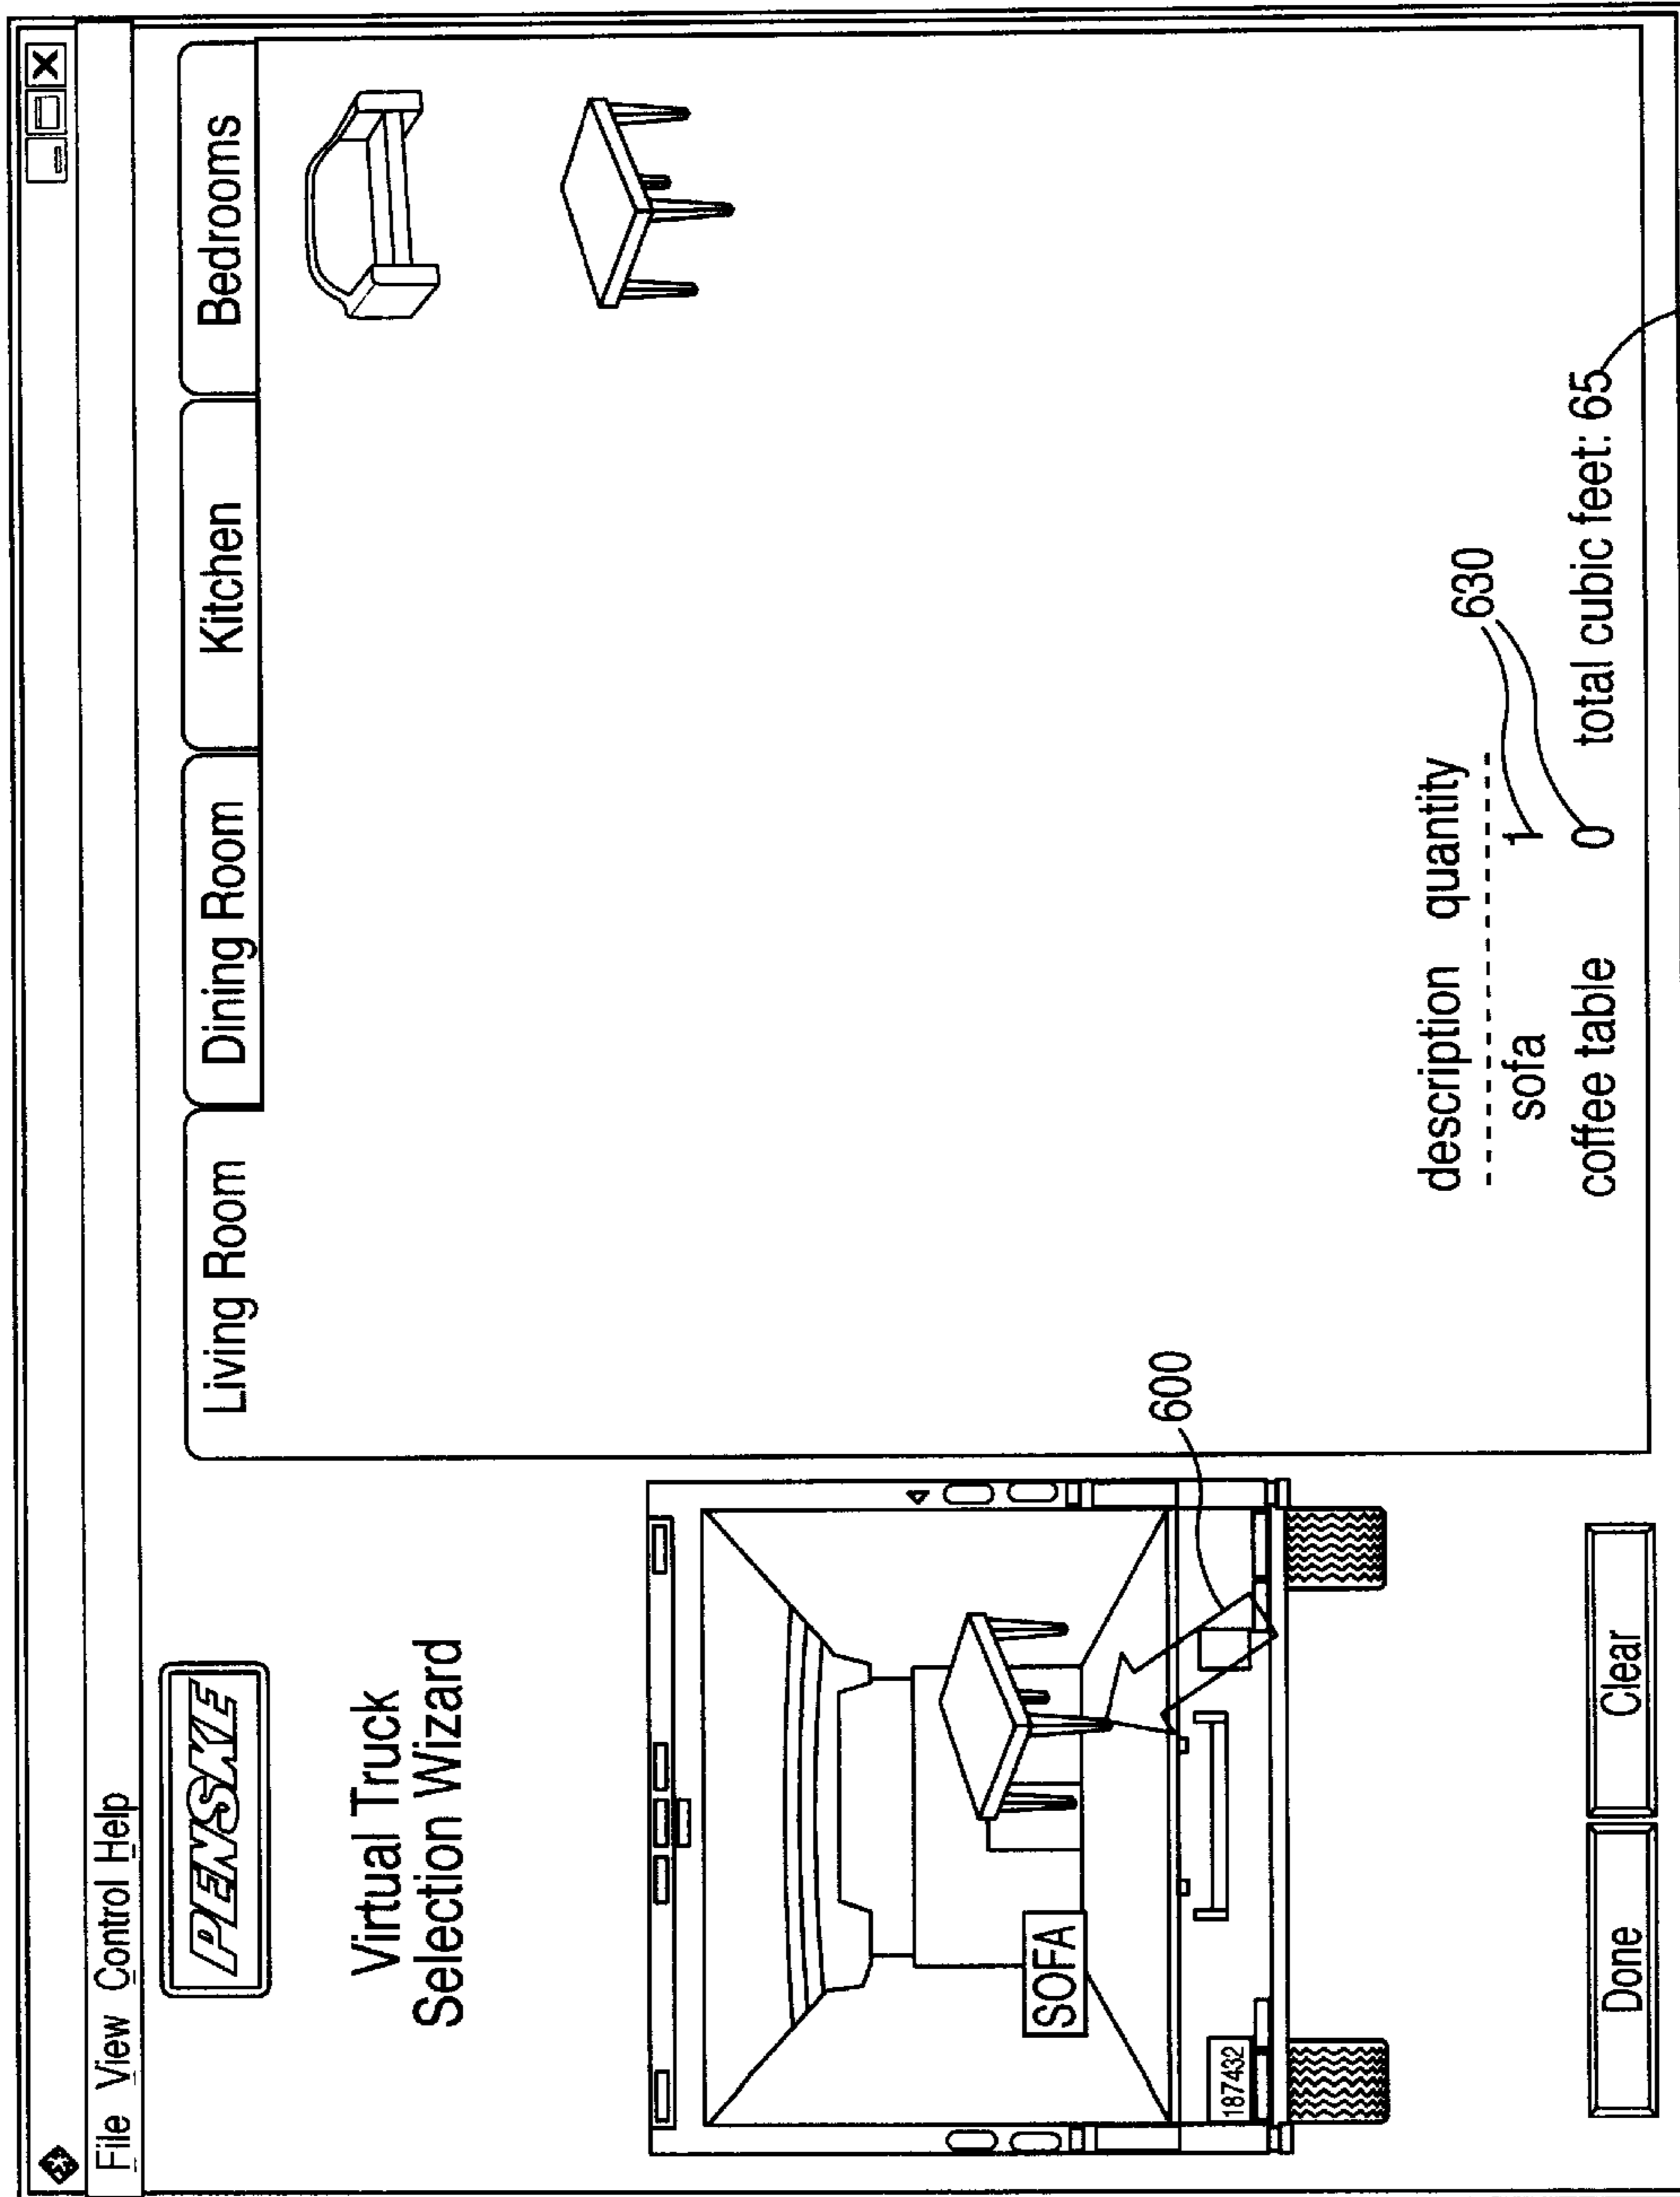 File View Control Help
PENSKE
Virtual Truck
Selection Wizard
SOFA
187432
600
Done
Clear
Living Room
Dining Room
Kitchen
Bedrooms
description quantity
sofa 1
coffee table 0
630
total cubic feet: 65